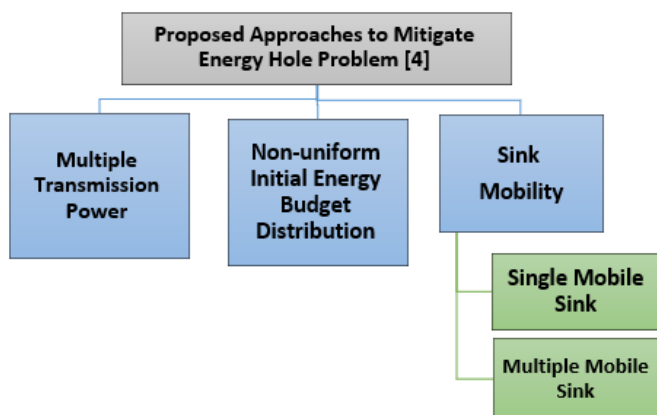 Proposed Approaches to Mitigate
Energy Hole Problem [4]
Multiple
Transmission
Power
Non-uniform
Initial Energy
Budget
Distribution
Sink
Mobility
Single Mobile
Sink
Multiple Mobile
Sink